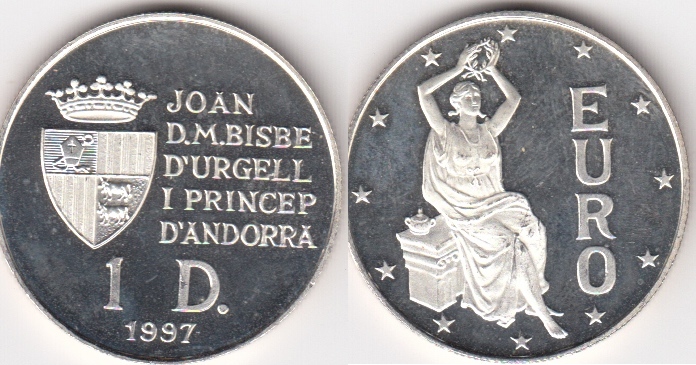 JOAN
D.M.BISBE
D'URGELL
I PRINCEP
D'ANDORRA
1 D.
1997
EURO